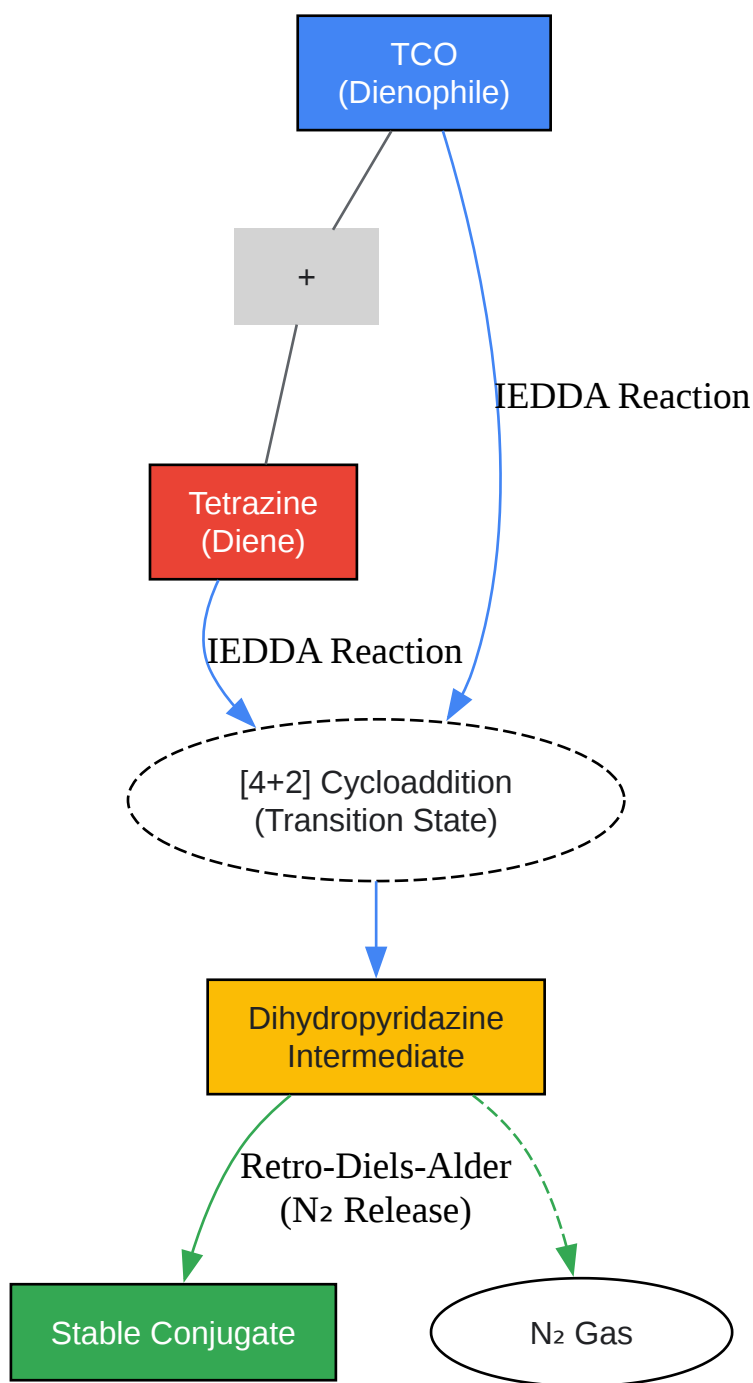 TCO
(Dienophile)
+
IEDDA Reaction
Tetrazine
(Diene)
IEDDA Reaction
[4+2] Cycloaddition
(Transition State)
Dihydropyridazine
Intermediate
Retro-Diels-Alder
(N₂ Release)
Stable Conjugate
N₂ Gas